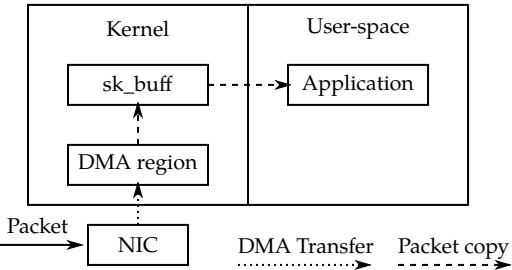 Kernel
User-space
sk_buff
Application
DMA region
Packet
NIC
DMA Transfer
Packet copy